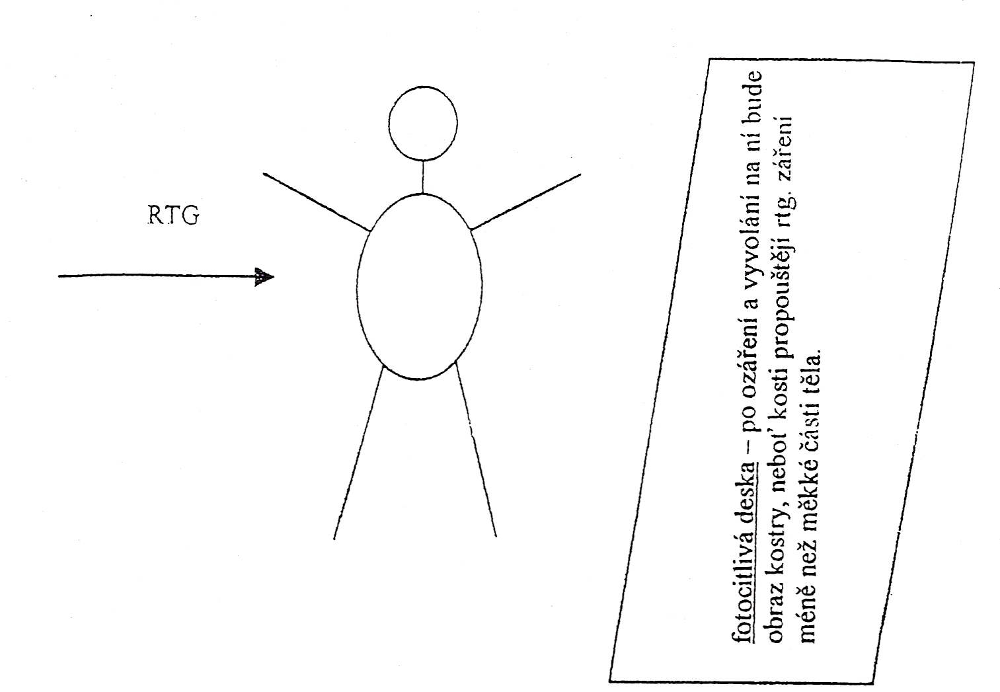 RTG
fotocitlivá deska – po ozáření a vyvolání na ní bude
obraz kostry, neboť kosti propouštějí rtg. záření
méně než měkké části těla.